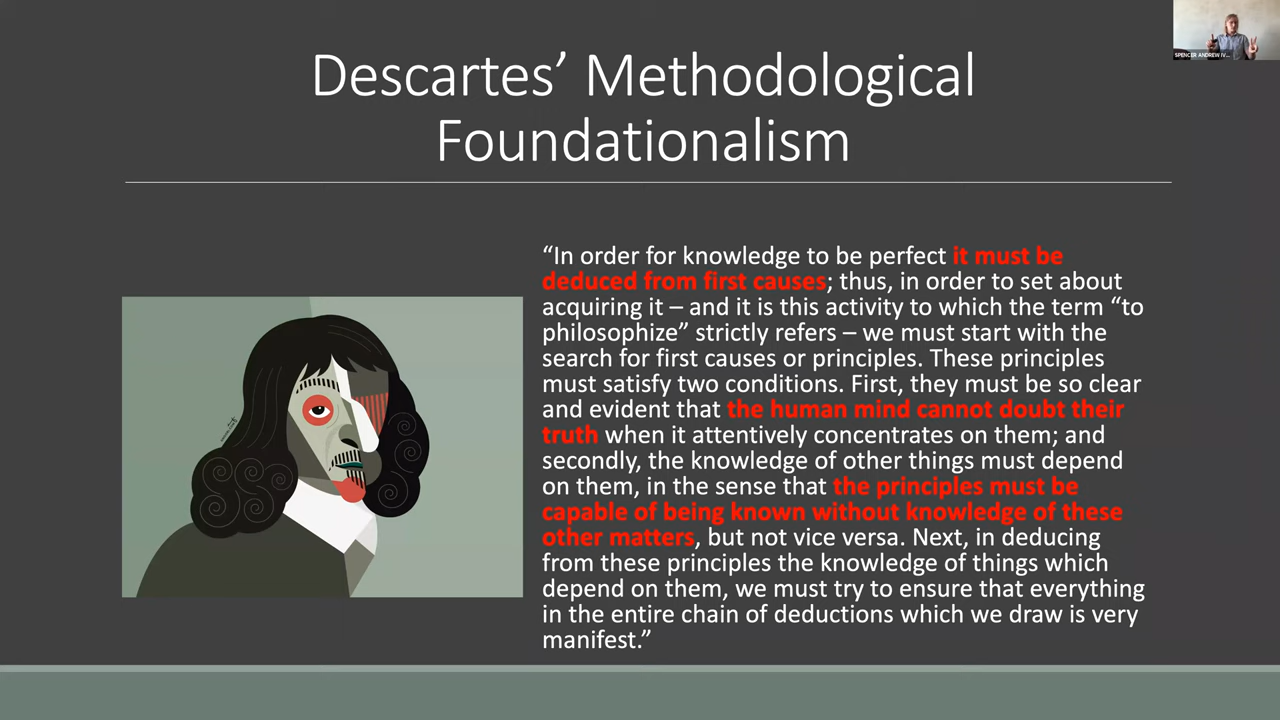 SPENCER ANDREW IV...
Descartes’ Methodological
Foundationalism
“In order for knowledge to be perfect it must be
deduced from first causes; thus, in order to set about
acquiring it – and it is this activity to which the term “to
philosophize” strictly refers – we must start with the
search for first causes or principles. These principles
must satisfy two conditions. First, they must be so clear
and evident that the human mind cannot doubt their
truth when it attentively concentrates on them; and
secondly, the knowledge of other things must depend
on them, in the sense that the principles must be
capable of being known without knowledge of these
other matters, but not vice versa. Next, in deducing
from these principles the knowledge of things which
depend on them, we must try to ensure that everything
in the entire chain of deductions which we draw is very
manifest.”